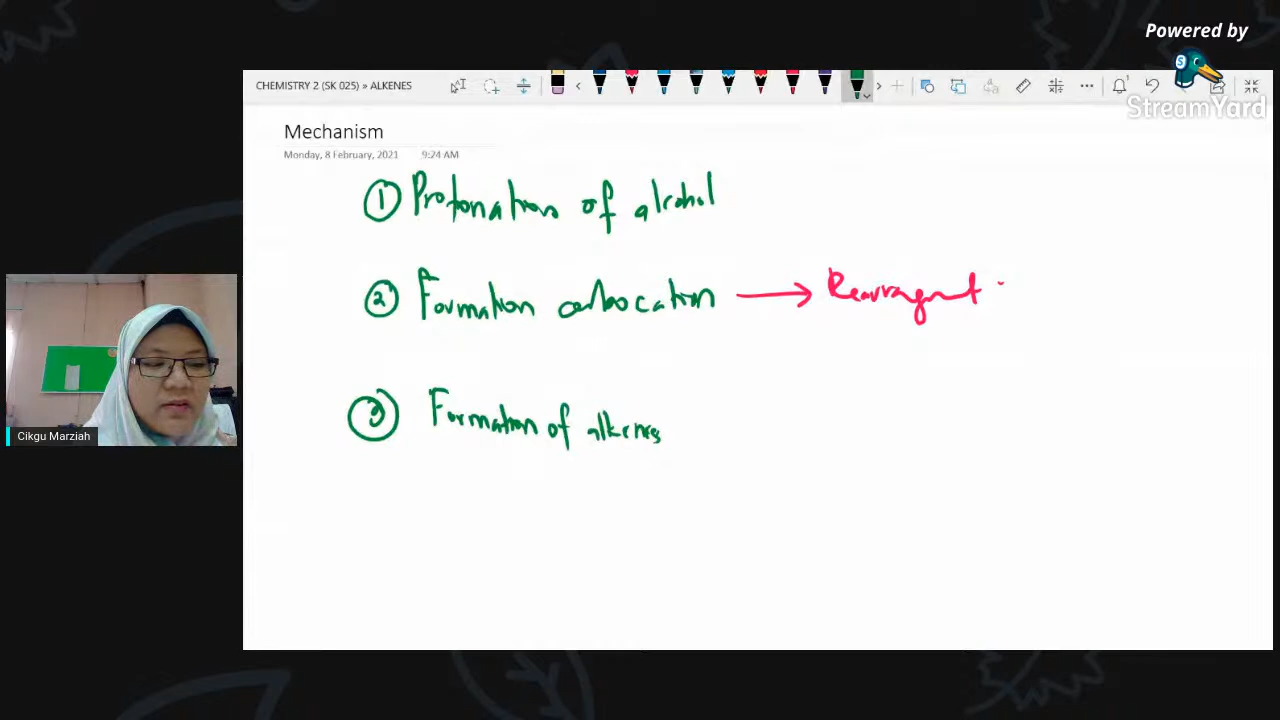 Powered by
StreamYard
CHEMISTRY 2 (SK 025) » ALKENES
Mechanism
Monday, 8 February, 2021 9:24 AM
① Protonation of alcohol
② Formation carbocation → Rearrangment
③ Formation of alkenes
Cikgu Marziah